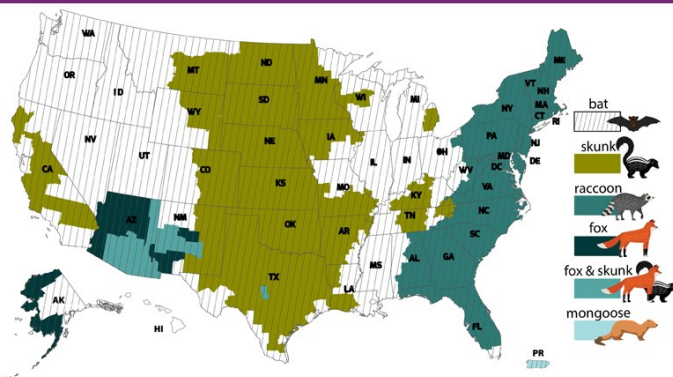 WA
OR
ID
MT
ND
MN
WI
MI
ME
VT
NH
NY
MA
CT
RI
WY
SD
IA
PA
NJ
NV
UT
CO
NE
IL
IN
OH
MD
DE
DC
WV
VA
CA
KS
MO
KY
TN
NC
AZ
NM
OK
AR
SC
TX
LA
MS
AL
GA
FL
AK
HI
PR
bat
skunk
raccoon
fox
fox & skunk
mongoose